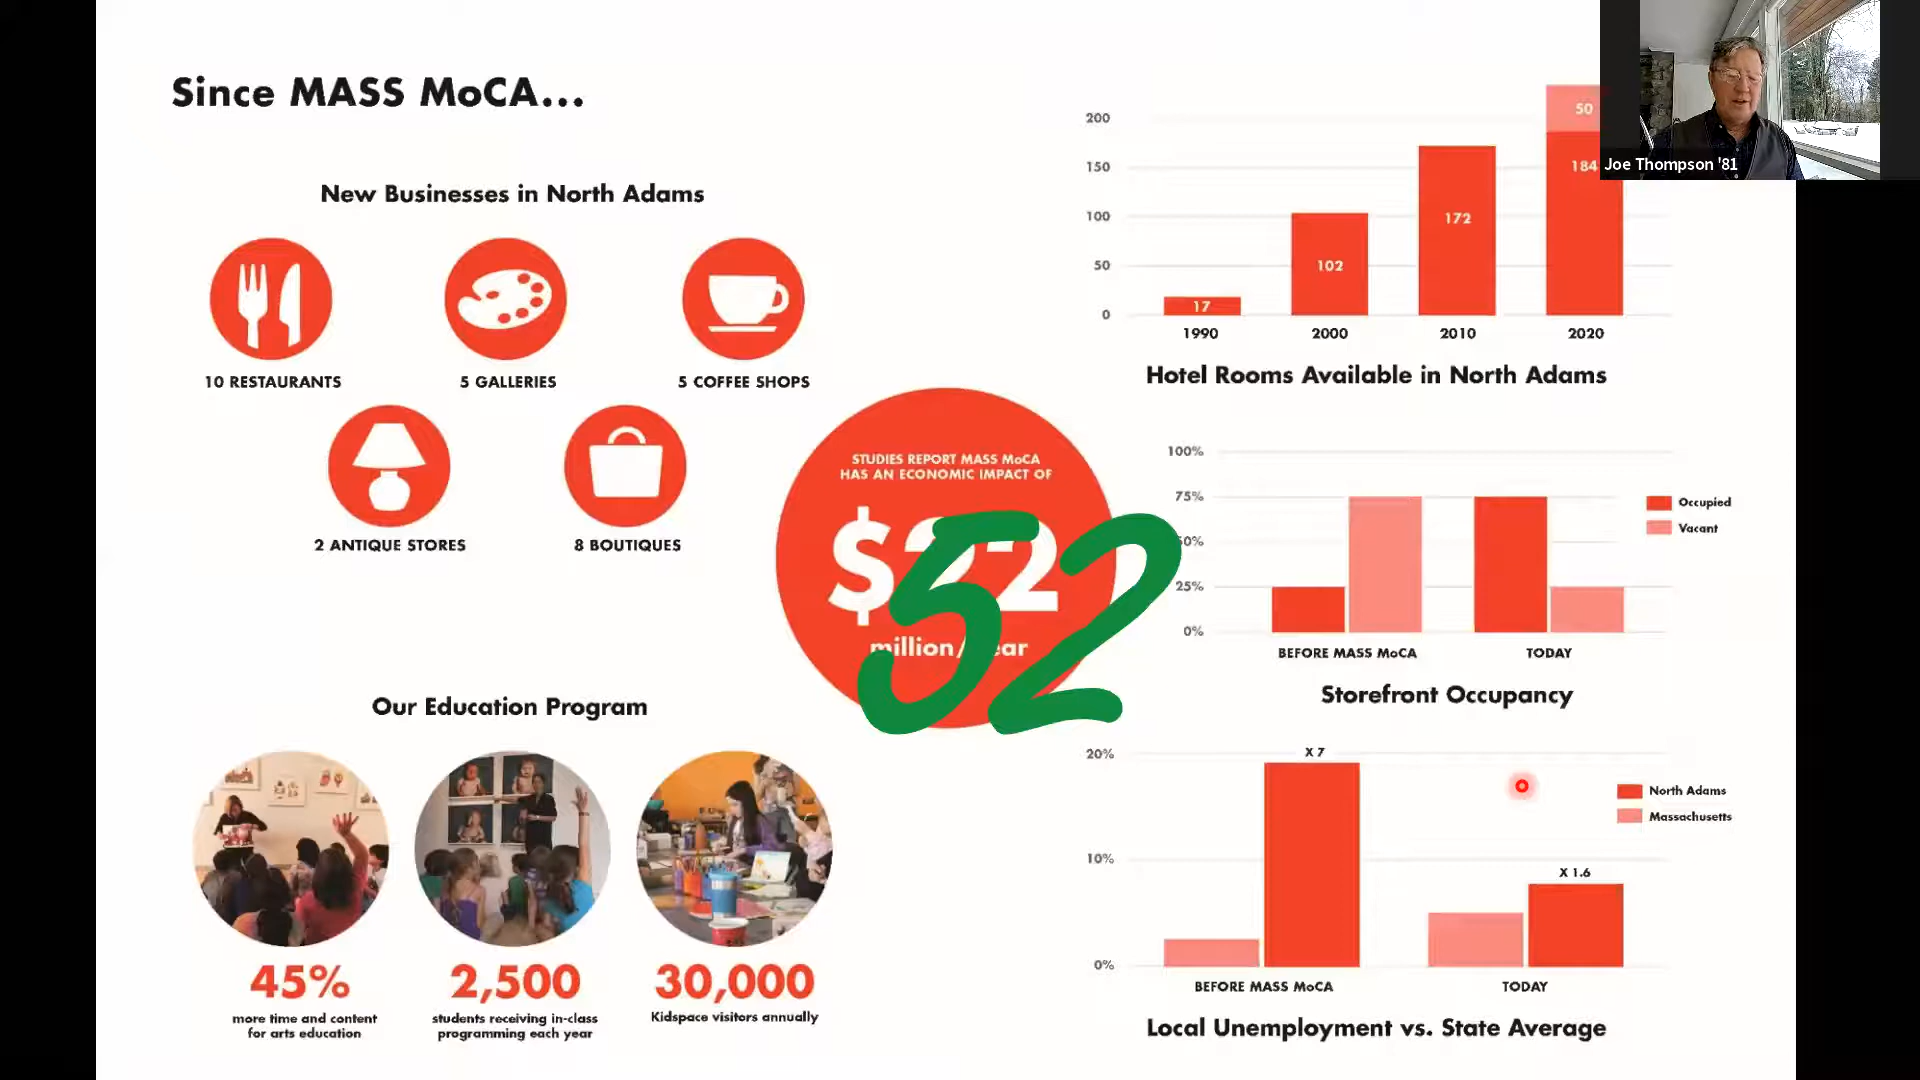 Since MASS MoCA...
New Businesses in North Adams
10 RESTAURANTS
5 GALLERIES
5 COFFEE SHOPS
2 ANTIQUE STORES
8 BOUTIQUES
Our Education Program
45%
more time and content
for arts education
2,500
students receiving in-class
programming each year
30,000
Kidspace visitors annually
STUDIES REPORT MASS MoCA
HAS AN ECONOMIC IMPACT OF
$22
52
million/year
200
150
100
50
0
17
102
172
184
50
1990
2000
2010
2020
Hotel Rooms Available in North Adams
100%
75%
50%
25%
0%
Occupied
Vacant
BEFORE MASS MoCA
TODAY
Storefront Occupancy
20%
10%
0%
X 7
X 1.6
North Adams
Massachusetts
BEFORE MASS MoCA
TODAY
Local Unemployment vs. State Average
Joe Thompson '81